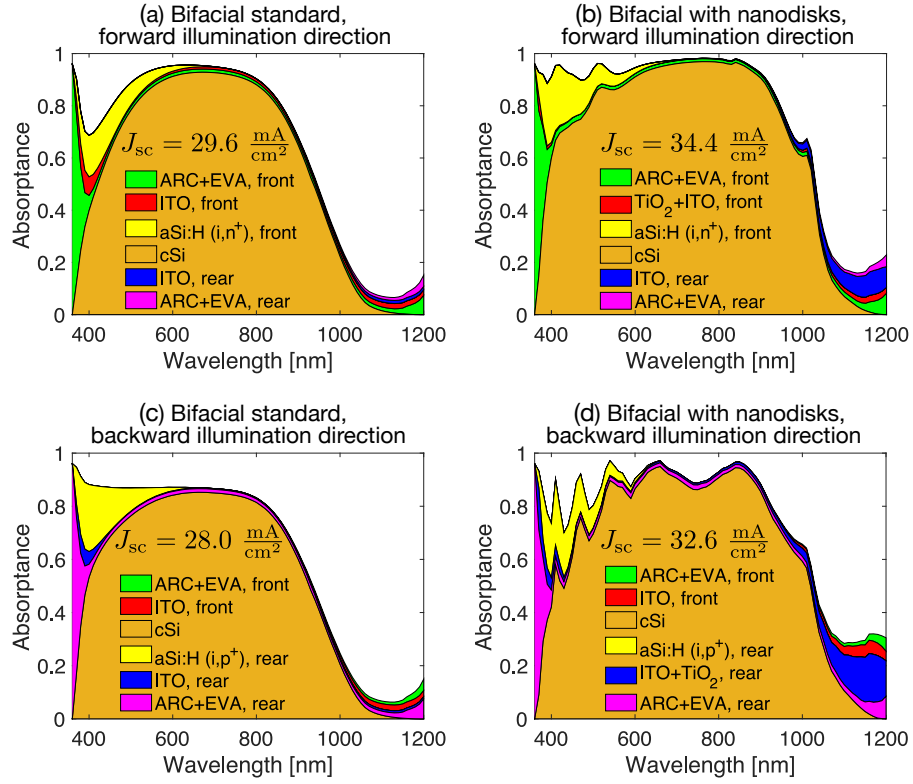 (a) Bifacial standard,
forward illumination direction
1
0.8
0.6
0.4
0.2
0
Absorptance
J_sc = 29.6 mA/cm²
ARC+EVA, front
ITO, front
aSi:H (i,n⁺), front
cSi
ITO, rear
ARC+EVA, rear
400 600 800 1000 1200
Wavelength [nm]
(b) Bifacial with nanodisks,
forward illumination direction
1
0.8
0.6
0.4
0.2
0
Absorptance
J_sc = 34.4 mA/cm²
ARC+EVA, front
TiO₂+ITO, front
aSi:H (i,n⁺), front
cSi
ITO, rear
ARC+EVA, rear
400 600 800 1000 1200
Wavelength [nm]
(c) Bifacial standard,
backward illumination direction
1
0.8
0.6
0.4
0.2
0
Absorptance
J_sc = 28.0 mA/cm²
ARC+EVA, front
ITO, front
cSi
aSi:H (i,p⁺), rear
ITO, rear
ARC+EVA, rear
400 600 800 1000 1200
Wavelength [nm]
(d) Bifacial with nanodisks,
backward illumination direction
1
0.8
0.6
0.4
0.2
0
Absorptance
J_sc = 32.6 mA/cm²
ARC+EVA, front
ITO, front
cSi
aSi:H (i,p⁺), rear
ITO+TiO₂, rear
ARC+EVA, rear
400 600 800 1000 1200
Wavelength [nm]